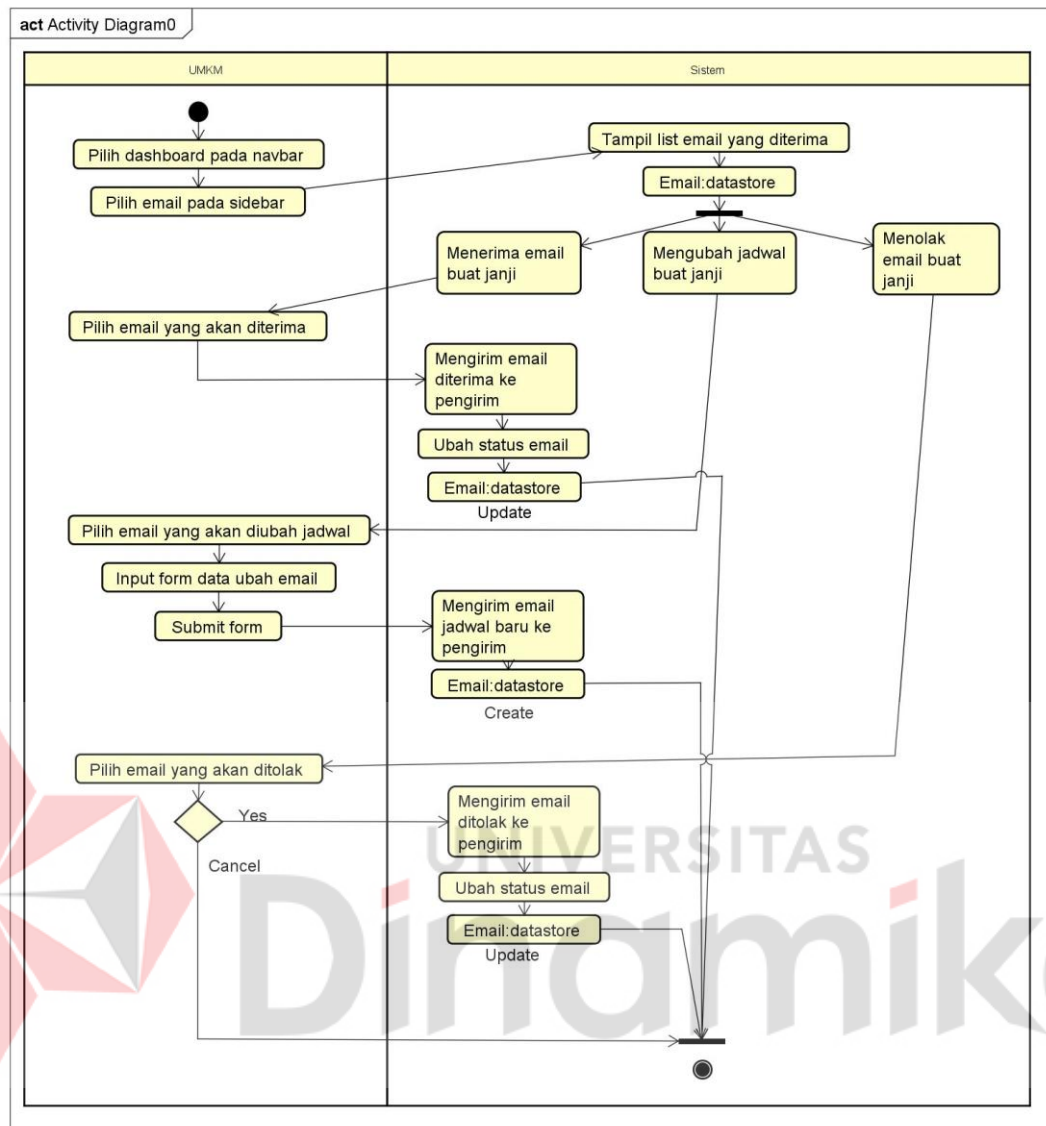 act Activity Diagram0
UMKM
Sistem
Pilih dashboard pada navbar
Pilih email pada sidebar
Tampil list email yang diterima
Email:datastore
Menerima email
buat janji
Mengubah jadwal
buat janji
Menolak
email buat
janji
Pilih email yang akan diterima
Mengirim email
diterima ke
pengirim
Ubah status email
Email:datastore
Update
Pilih email yang akan diubah jadwal
Input form data ubah email
Submit form
Mengirim email
jadwal baru ke
pengirim
Email:datastore
Create
Pilih email yang akan ditolak
Yes
Cancel
Mengirim email
ditolak ke
pengirim
Ubah status email
Email:datastore
Update
UNIVERSITAS
Dinamika